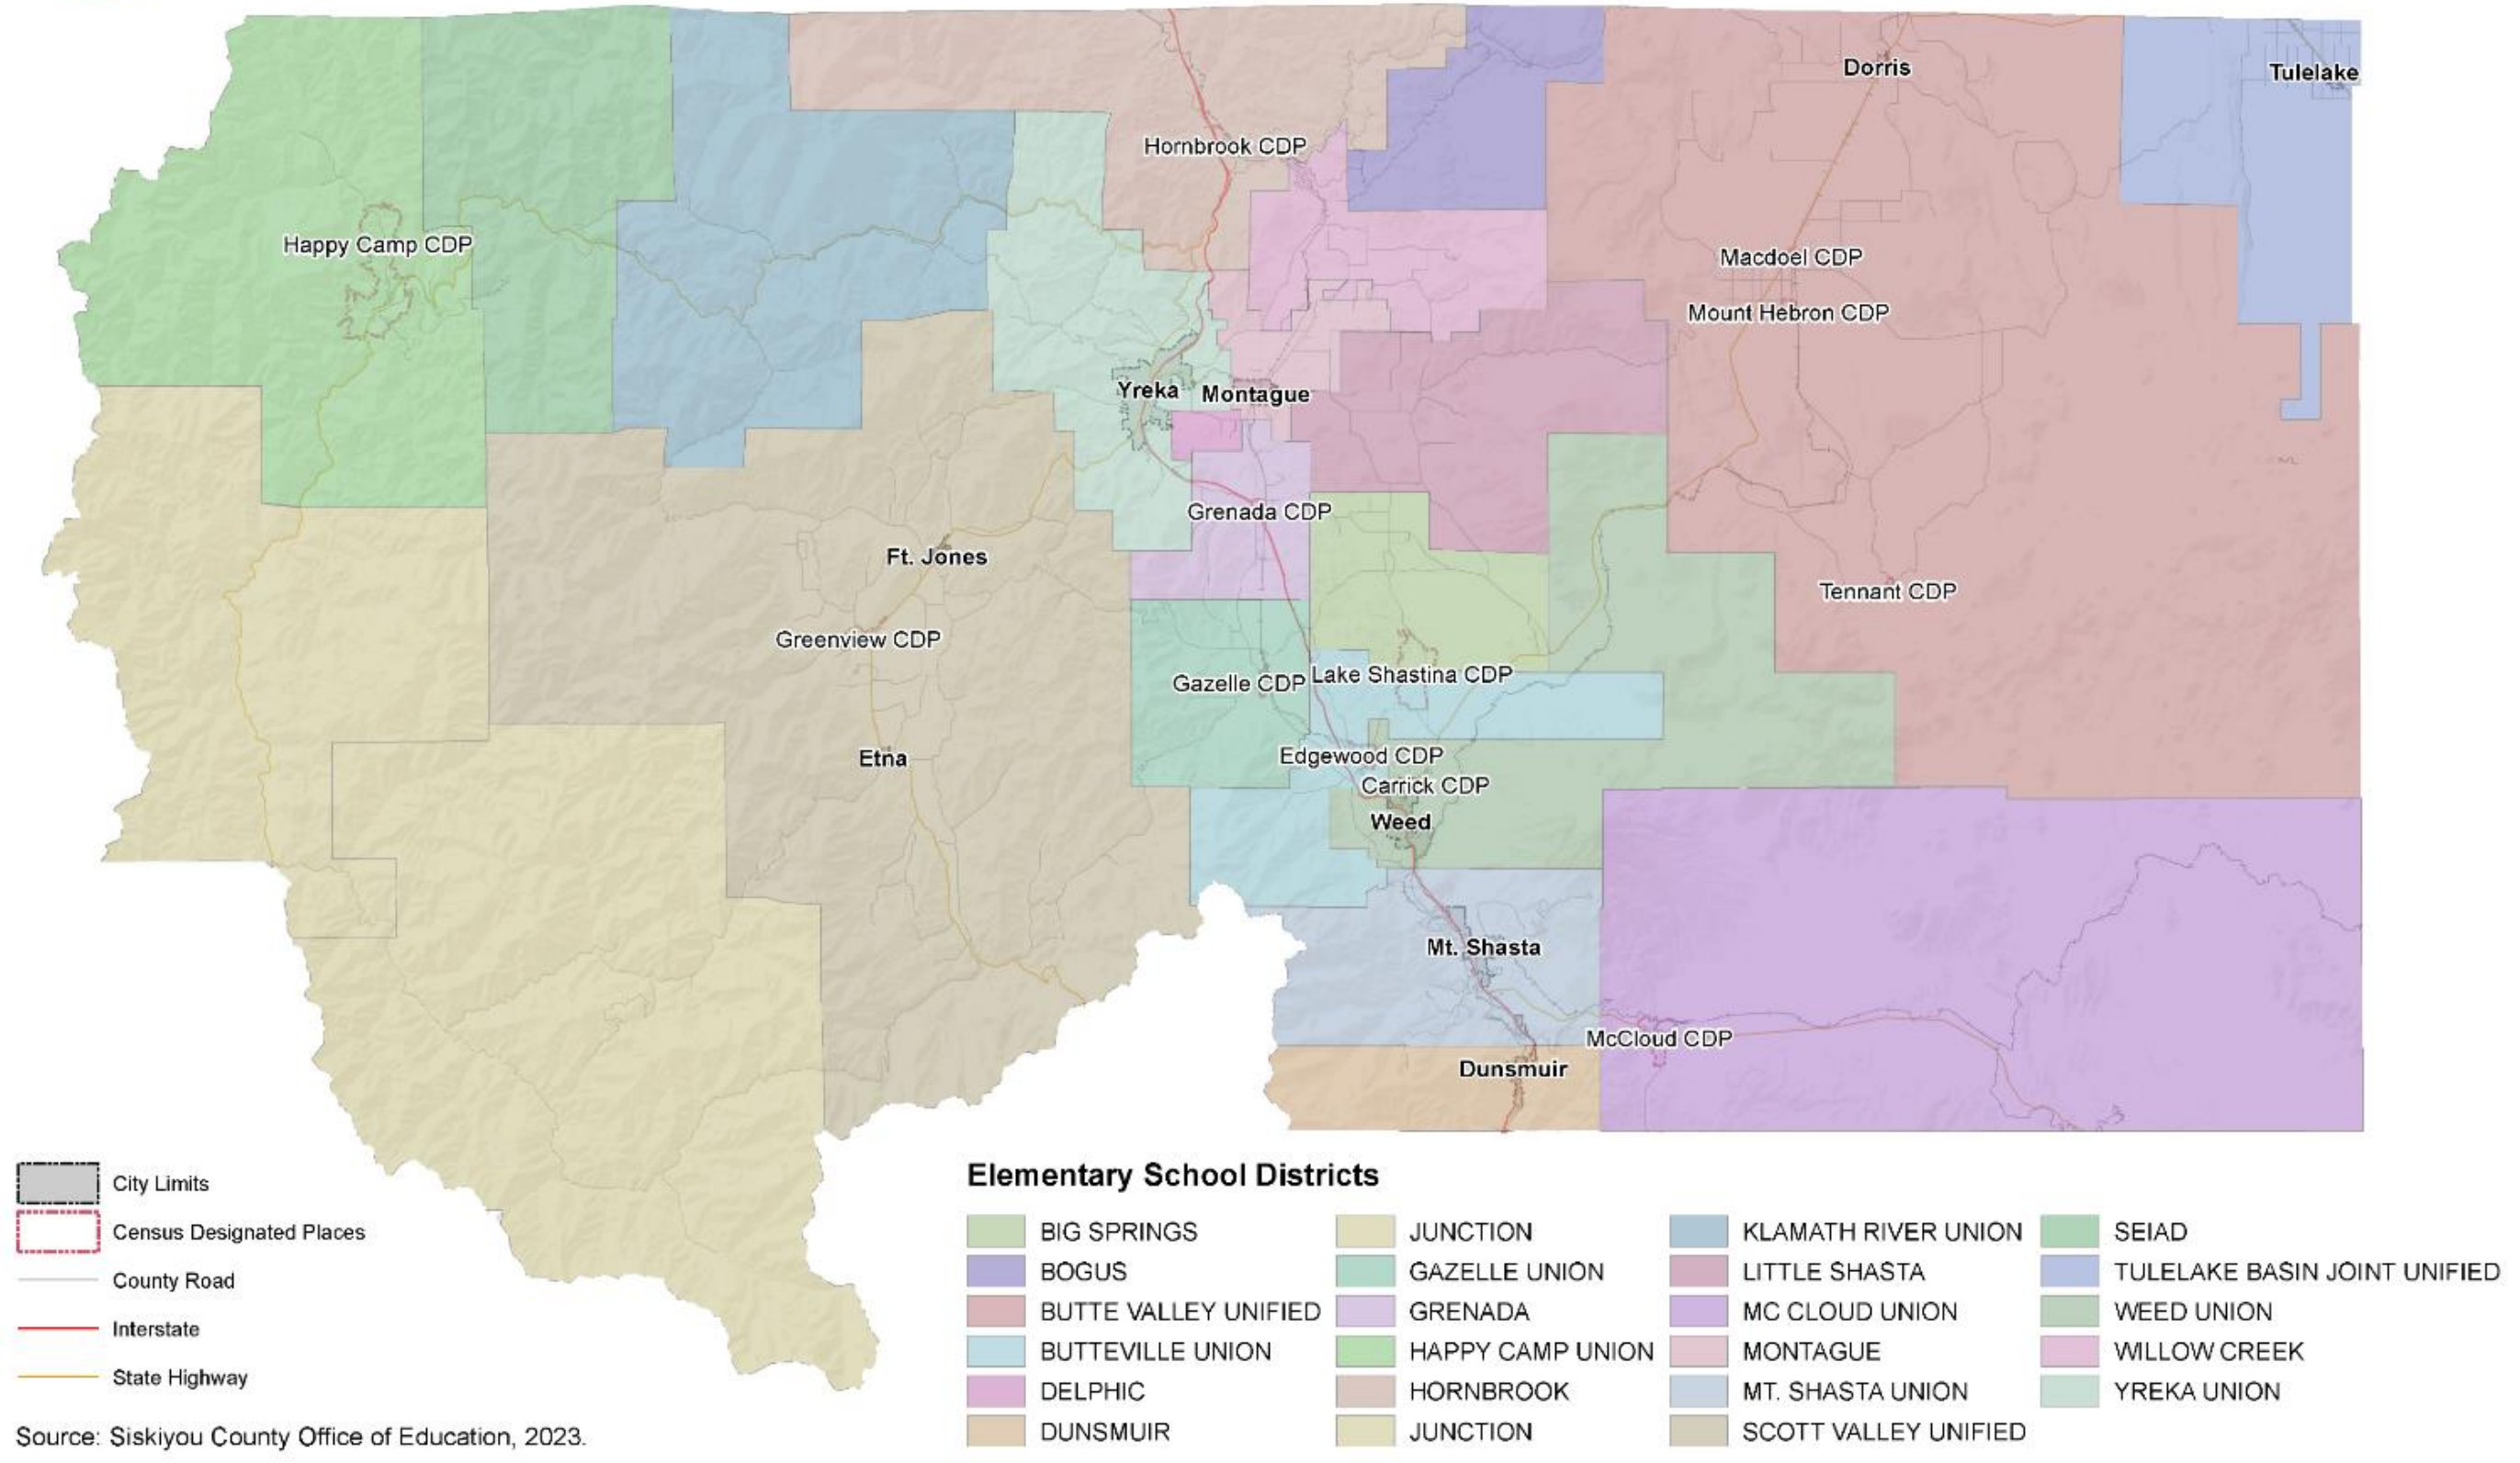 Dorris
Tulelake
Hornbrook CDP
Happy Camp CDP
Macdoel CDP
Mount Hebron CDP
Yreka
Montague
Grenada CDP
Ft. Jones
Tennant CDP
Greenview CDP
Lake Shastina CDP
Gazelle CDP
Edgewood CDP
Etna
Carrick CDP
Weed
Mt. Shasta
McCloud CDP
Dunsmuir
City Limits
Census Designated Places
County Road
Interstate
State Highway
Source: Siskiyou County Office of Education, 2023.
Elementary School Districts
BIG SPRINGS
BOGUS
BUTTE VALLEY UNIFIED
BUTTEVILLE UNION
DELPHIC
DUNSMUIR
JUNCTION
GAZELLE UNION
GRENADA
HAPPY CAMP UNION
HORNBROOK
JUNCTION
KLAMATH RIVER UNION
LITTLE SHASTA
MC CLOUD UNION
MONTAGUE
MT. SHASTA UNION
SCOTT VALLEY UNIFIED
SEIAD
TULELAKE BASIN JOINT UNIFIED
WEED UNION
WILLOW CREEK
YREKA UNION